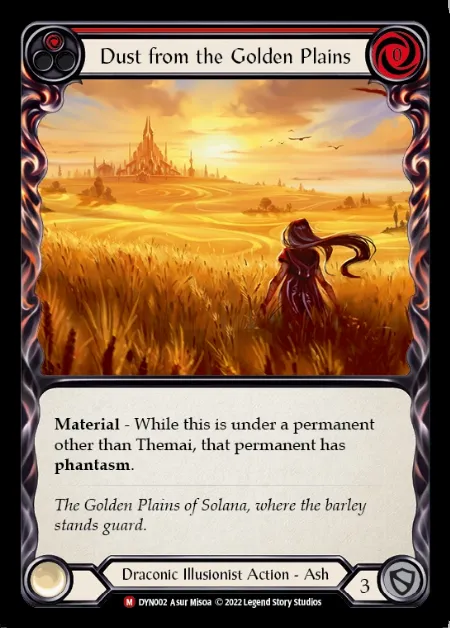 Dust from the Golden Plains
0
Material - While this is under a permanent
other than Themai, that permanent has
phantasm.
The Golden Plains of Solana, where the barley
stands guard.
Draconic Illusionist Action - Ash
3
M DYN002 Asur Misoa © 2022 Legend Story Studios